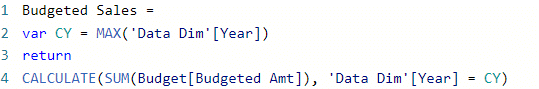 1 Budgeted Sales =
2 var CY = MAX('Data Dim'[Year])
3 return
4 CALCULATE(SUM(Budget[Budgeted Amt]), 'Data Dim'[Year] = CY)